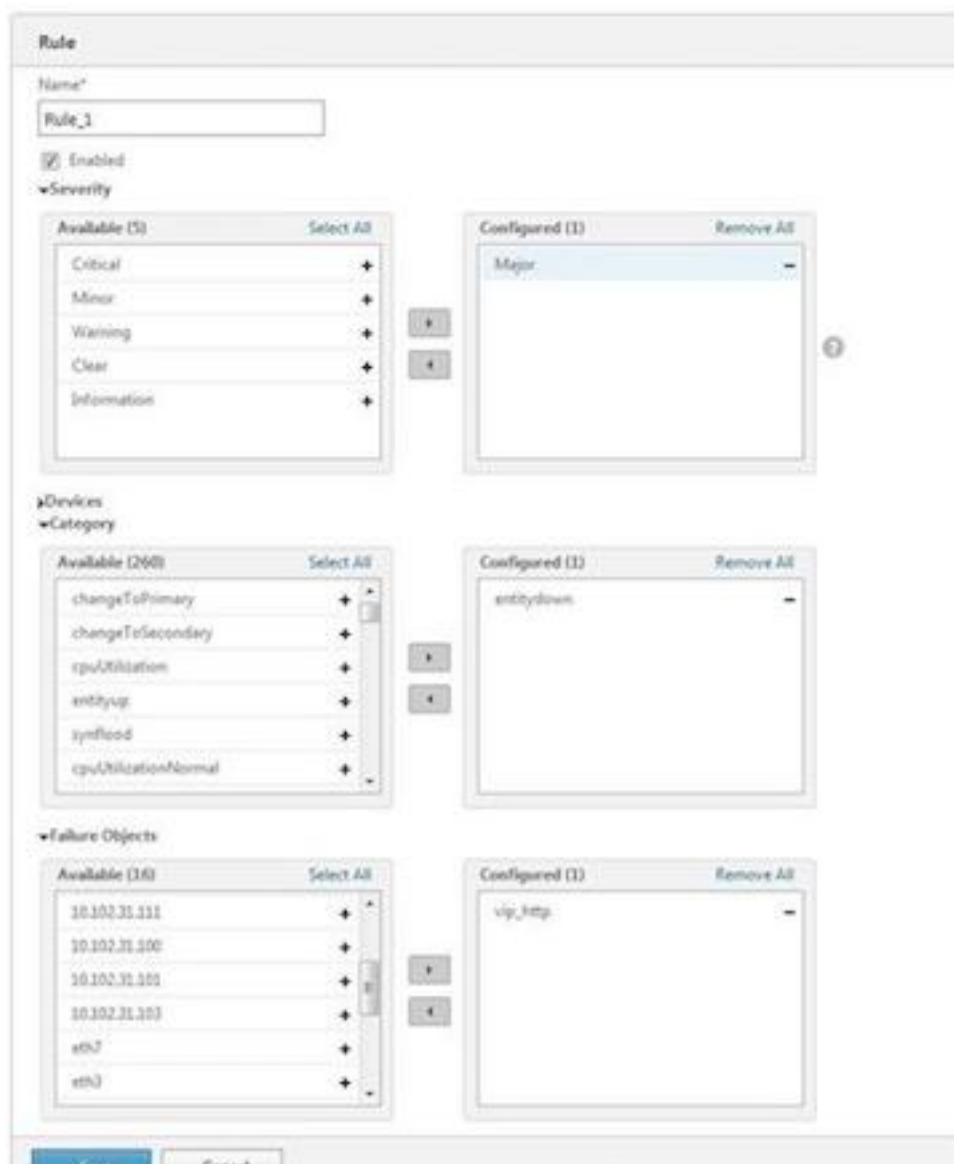 Rule
Name*
Rule_1
Enabled
Severity
Available (5) Select All
Critical
Minor
Warning
Clear
Information
Configured (1) Remove All
Major
Devices
Category
Available (260) Select All
changeToPrimary
changeToSecondary
cpuUtilization
entityup
synflood
cpuUtilizationNormal
Configured (1) Remove All
entitydown
Failure Objects
Available (16) Select All
10.102.31.111
10.102.31.100
10.102.31.101
10.102.31.103
eth7
eth3
Configured (1) Remove All
vip_http